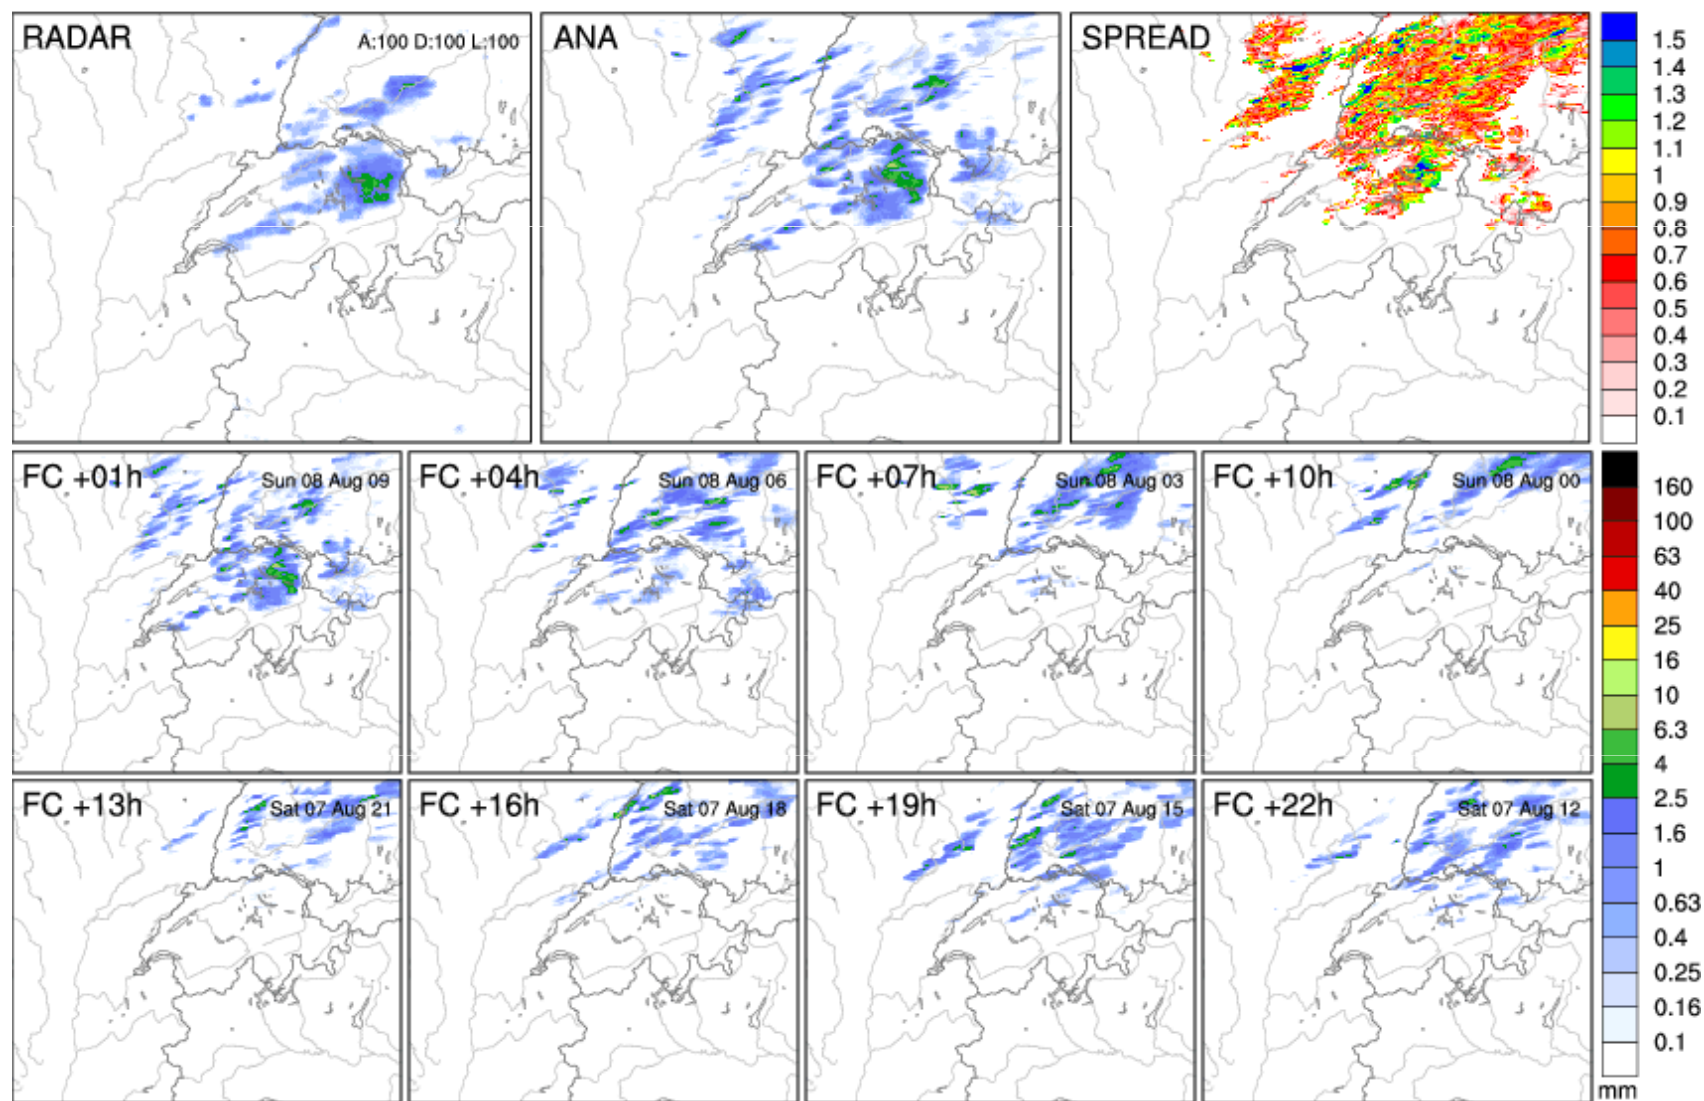 RADAR
A:100 D:100 L:100
ANA
SPREAD
1.5
1.4
1.3
1.2
1.1
1
0.9
0.8
0.7
0.6
0.5
0.4
0.3
0.2
0.1
FC +01h
Sun 08 Aug 09
FC +04h
Sun 08 Aug 06
FC +07h
Sun 08 Aug 03
FC +10h
Sun 08 Aug 00
FC +13h
Sat 07 Aug 21
FC +16h
Sat 07 Aug 18
FC +19h
Sat 07 Aug 15
FC +22h
Sat 07 Aug 12
160
100
63
40
25
16
10
6.3
4
2.5
1.6
1
0.63
0.4
0.25
0.16
0.1
mm